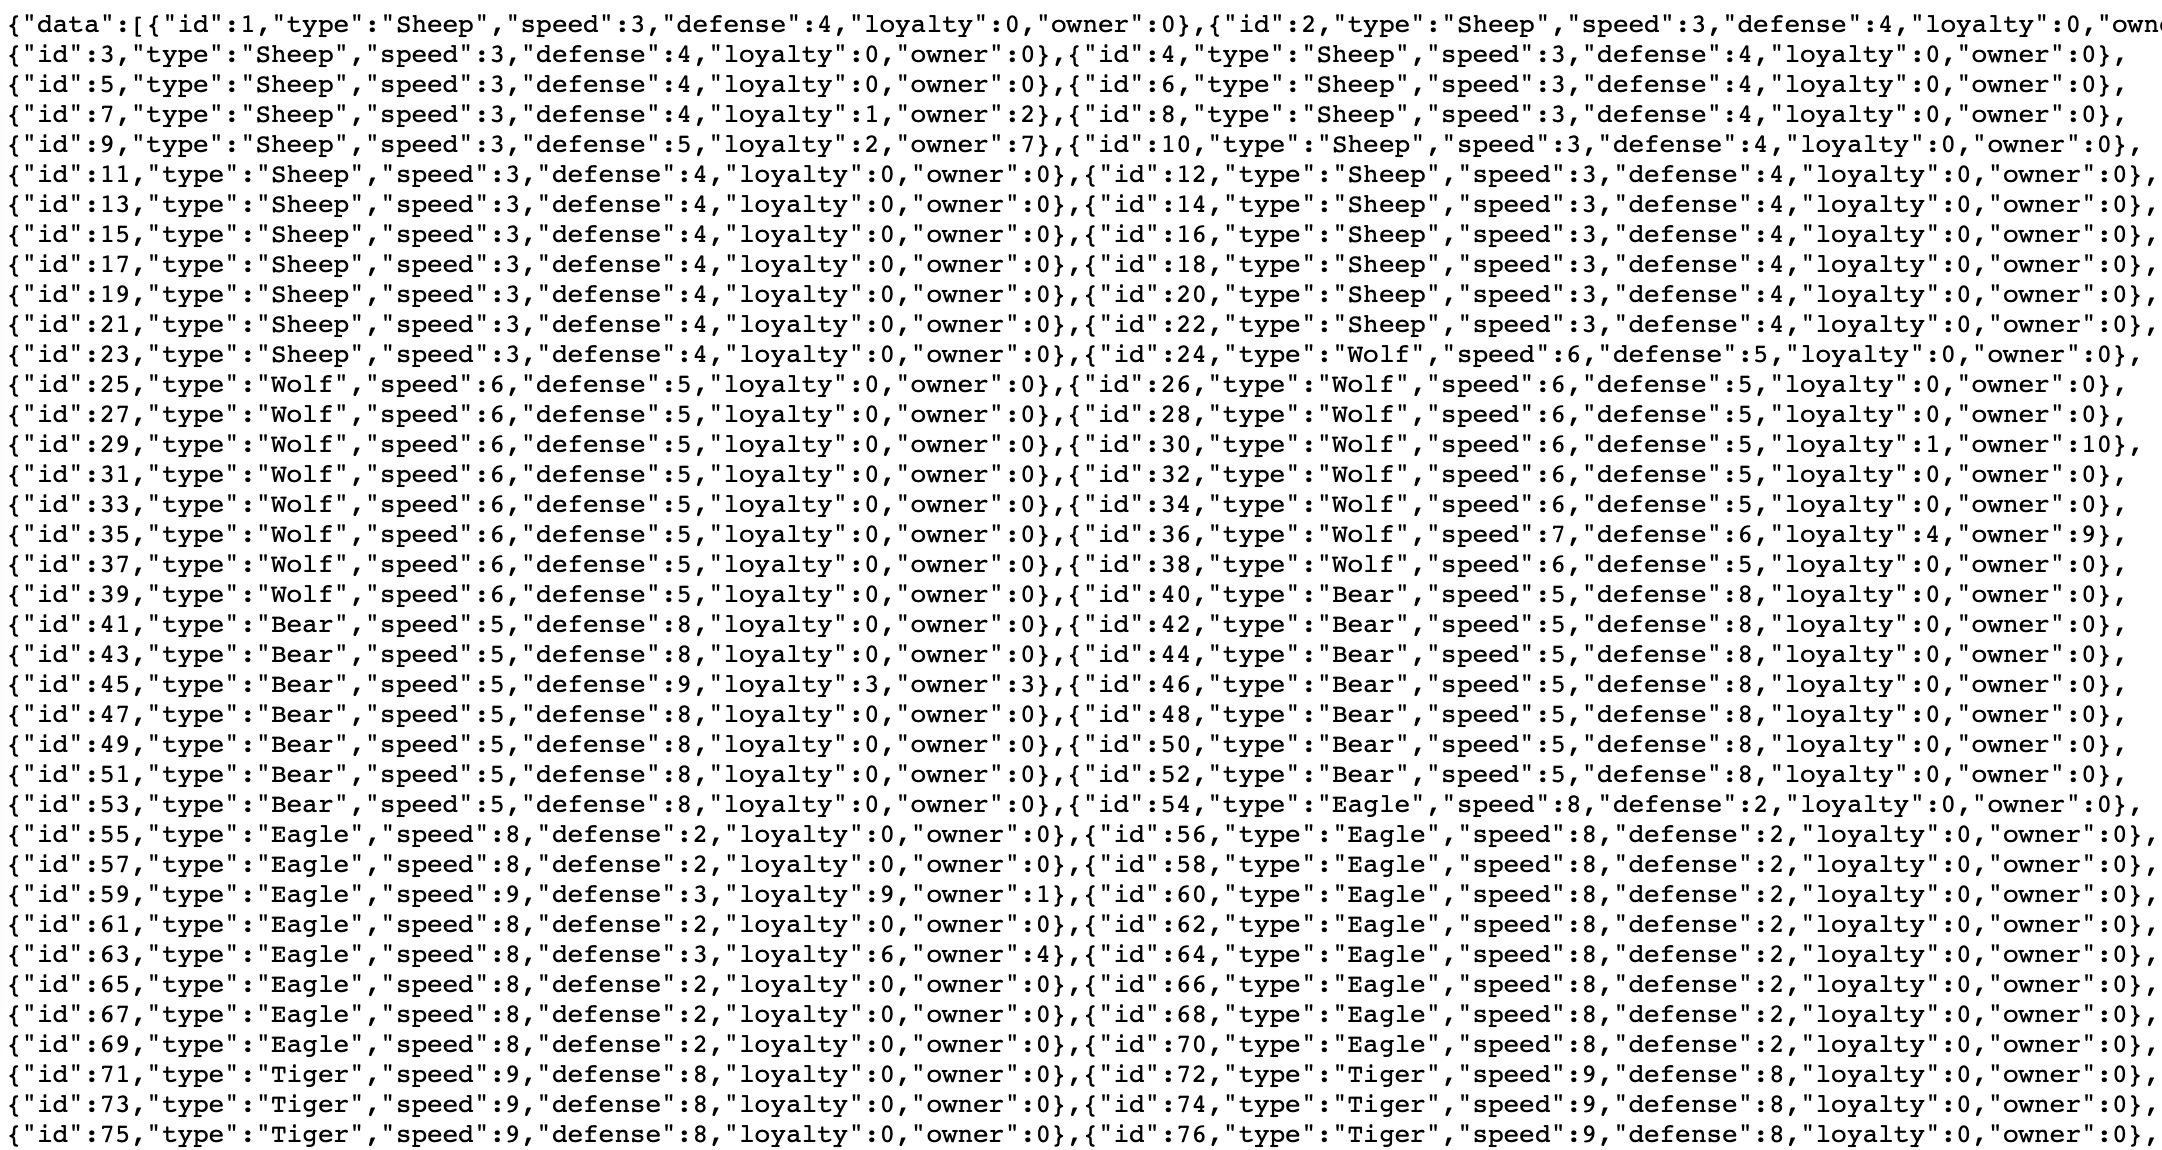 {"data":[{"id":1,"type":"Sheep","speed":3,"defense":4,"loyalty":0,"owner":0},{"id":2,"type":"Sheep","speed":3,"defense":4,"loyalty":0,"own
{"id":3,"type":"Sheep","speed":3,"defense":4,"loyalty":0,"owner":0},{"id":4,"type":"Sheep","speed":3,"defense":4,"loyalty":0,"owner":0},
{"id":5,"type":"Sheep","speed":3,"defense":4,"loyalty":0,"owner":0},{"id":6,"type":"Sheep","speed":3,"defense":4,"loyalty":0,"owner":0},
{"id":7,"type":"Sheep","speed":3,"defense":4,"loyalty":1,"owner":2},{"id":8,"type":"Sheep","speed":3,"defense":4,"loyalty":0,"owner":0},
{"id":9,"type":"Sheep","speed":3,"defense":5,"loyalty":2,"owner":7},{"id":10,"type":"Sheep","speed":3,"defense":4,"loyalty":0,"owner":0},
{"id":11,"type":"Sheep","speed":3,"defense":4,"loyalty":0,"owner":0},{"id":12,"type":"Sheep","speed":3,"defense":4,"loyalty":0,"owner":0},
{"id":13,"type":"Sheep","speed":3,"defense":4,"loyalty":0,"owner":0},{"id":14,"type":"Sheep","speed":3,"defense":4,"loyalty":0,"owner":0},
{"id":15,"type":"Sheep","speed":3,"defense":4,"loyalty":0,"owner":0},{"id":16,"type":"Sheep","speed":3,"defense":4,"loyalty":0,"owner":0},
{"id":17,"type":"Sheep","speed":3,"defense":4,"loyalty":0,"owner":0},{"id":18,"type":"Sheep","speed":3,"defense":4,"loyalty":0,"owner":0},
{"id":19,"type":"Sheep","speed":3,"defense":4,"loyalty":0,"owner":0},{"id":20,"type":"Sheep","speed":3,"defense":4,"loyalty":0,"owner":0},
{"id":21,"type":"Sheep","speed":3,"defense":4,"loyalty":0,"owner":0},{"id":22,"type":"Sheep","speed":3,"defense":4,"loyalty":0,"owner":0},
{"id":23,"type":"Sheep","speed":3,"defense":4,"loyalty":0,"owner":0},{"id":24,"type":"Wolf","speed":6,"defense":5,"loyalty":0,"owner":0},
{"id":25,"type":"Wolf","speed":6,"defense":5,"loyalty":0,"owner":0},{"id":26,"type":"Wolf","speed":6,"defense":5,"loyalty":0,"owner":0},
{"id":27,"type":"Wolf","speed":6,"defense":5,"loyalty":0,"owner":0},{"id":28,"type":"Wolf","speed":6,"defense":5,"loyalty":0,"owner":0},
{"id":29,"type":"Wolf","speed":6,"defense":5,"loyalty":0,"owner":0},{"id":30,"type":"Wolf","speed":6,"defense":5,"loyalty":1,"owner":10},
{"id":31,"type":"Wolf","speed":6,"defense":5,"loyalty":0,"owner":0},{"id":32,"type":"Wolf","speed":6,"defense":5,"loyalty":0,"owner":0},
{"id":33,"type":"Wolf","speed":6,"defense":5,"loyalty":0,"owner":0},{"id":34,"type":"Wolf","speed":6,"defense":5,"loyalty":0,"owner":0},
{"id":35,"type":"Wolf","speed":6,"defense":5,"loyalty":0,"owner":0},{"id":36,"type":"Wolf","speed":7,"defense":6,"loyalty":4,"owner":9},
{"id":37,"type":"Wolf","speed":6,"defense":5,"loyalty":0,"owner":0},{"id":38,"type":"Wolf","speed":6,"defense":5,"loyalty":0,"owner":0},
{"id":39,"type":"Wolf","speed":6,"defense":5,"loyalty":0,"owner":0},{"id":40,"type":"Bear","speed":5,"defense":8,"loyalty":0,"owner":0},
{"id":41,"type":"Bear","speed":5,"defense":8,"loyalty":0,"owner":0},{"id":42,"type":"Bear","speed":5,"defense":8,"loyalty":0,"owner":0},
{"id":43,"type":"Bear","speed":5,"defense":8,"loyalty":0,"owner":0},{"id":44,"type":"Bear","speed":5,"defense":8,"loyalty":0,"owner":0},
{"id":45,"type":"Bear","speed":5,"defense":9,"loyalty":3,"owner":3},{"id":46,"type":"Bear","speed":5,"defense":8,"loyalty":0,"owner":0},
{"id":47,"type":"Bear","speed":5,"defense":8,"loyalty":0,"owner":0},{"id":48,"type":"Bear","speed":5,"defense":8,"loyalty":0,"owner":0},
{"id":49,"type":"Bear","speed":5,"defense":8,"loyalty":0,"owner":0},{"id":50,"type":"Bear","speed":5,"defense":8,"loyalty":0,"owner":0},
{"id":51,"type":"Bear","speed":5,"defense":8,"loyalty":0,"owner":0},{"id":52,"type":"Bear","speed":5,"defense":8,"loyalty":0,"owner":0},
{"id":53,"type":"Bear","speed":5,"defense":8,"loyalty":0,"owner":0},{"id":54,"type":"Eagle","speed":8,"defense":2,"loyalty":0,"owner":0},
{"id":55,"type":"Eagle","speed":8,"defense":2,"loyalty":0,"owner":0},{"id":56,"type":"Eagle","speed":8,"defense":2,"loyalty":0,"owner":0},
{"id":57,"type":"Eagle","speed":8,"defense":2,"loyalty":0,"owner":0},{"id":58,"type":"Eagle","speed":8,"defense":2,"loyalty":0,"owner":0},
{"id":59,"type":"Eagle","speed":9,"defense":3,"loyalty":9,"owner":1},{"id":60,"type":"Eagle","speed":8,"defense":2,"loyalty":0,"owner":0},
{"id":61,"type":"Eagle","speed":8,"defense":2,"loyalty":0,"owner":0},{"id":62,"type":"Eagle","speed":8,"defense":2,"loyalty":0,"owner":0},
{"id":63,"type":"Eagle","speed":8,"defense":3,"loyalty":6,"owner":4},{"id":64,"type":"Eagle","speed":8,"defense":2,"loyalty":0,"owner":0},
{"id":65,"type":"Eagle","speed":8,"defense":2,"loyalty":0,"owner":0},{"id":66,"type":"Eagle","speed":8,"defense":2,"loyalty":0,"owner":0},
{"id":67,"type":"Eagle","speed":8,"defense":2,"loyalty":0,"owner":0},{"id":68,"type":"Eagle","speed":8,"defense":2,"loyalty":0,"owner":0},
{"id":69,"type":"Eagle","speed":8,"defense":2,"loyalty":0,"owner":0},{"id":70,"type":"Eagle","speed":8,"defense":2,"loyalty":0,"owner":0},
{"id":71,"type":"Tiger","speed":9,"defense":8,"loyalty":0,"owner":0},{"id":72,"type":"Tiger","speed":9,"defense":8,"loyalty":0,"owner":0},
{"id":73,"type":"Tiger","speed":9,"defense":8,"loyalty":0,"owner":0},{"id":74,"type":"Tiger","speed":9,"defense":8,"loyalty":0,"owner":0},
{"id":75,"type":"Tiger","speed":9,"defense":8,"loyalty":0,"owner":0},{"id":76,"type":"Tiger","speed":9,"defense":8,"loyalty":0,"owner":0},